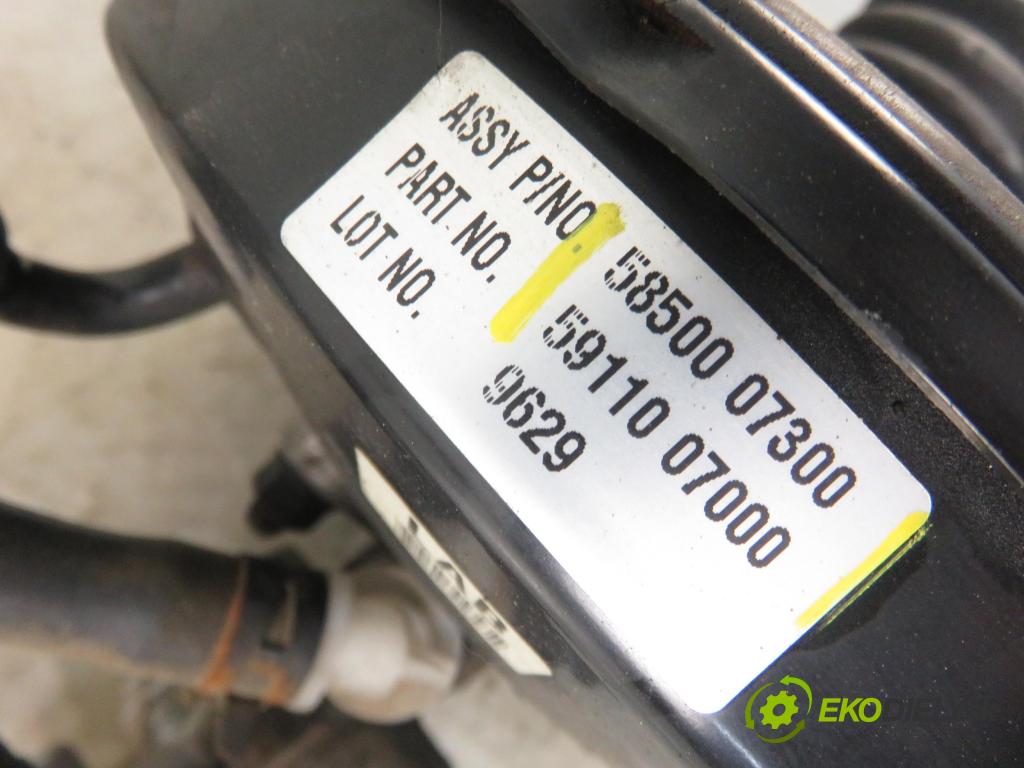 ASSY P/NO. 58500 07300
PART NO. 59110 07000
LOT NO. 9629
EKO